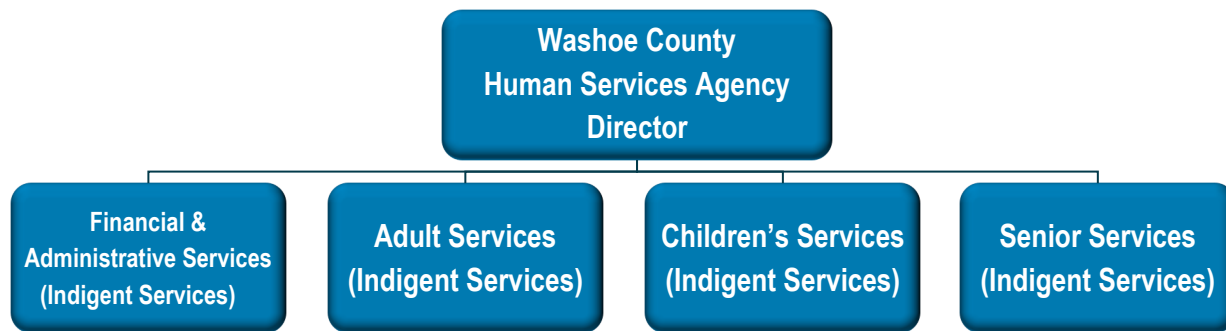 Washoe County
Human Services Agency
Director
Financial &
Administrative Services
(Indigent Services)
Adult Services
(Indigent Services)
Children’s Services
(Indigent Services)
Senior Services
(Indigent Services)